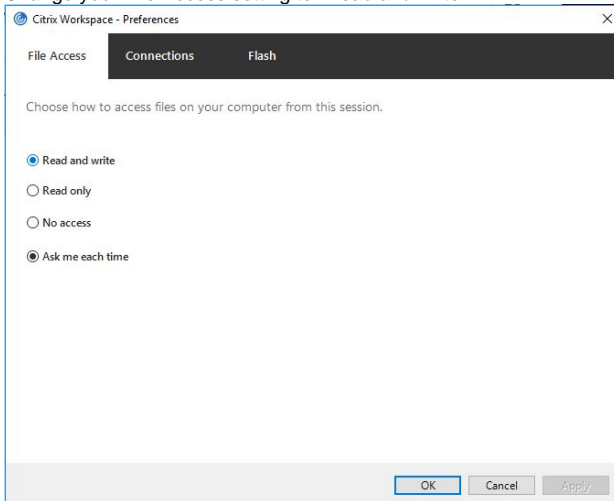 Citrix Workspace - Preferences
File Access Connections Flash
Choose how to access files on your computer from this session.
Read and write
Read only
No access
Ask me each time
OK Cancel Apply